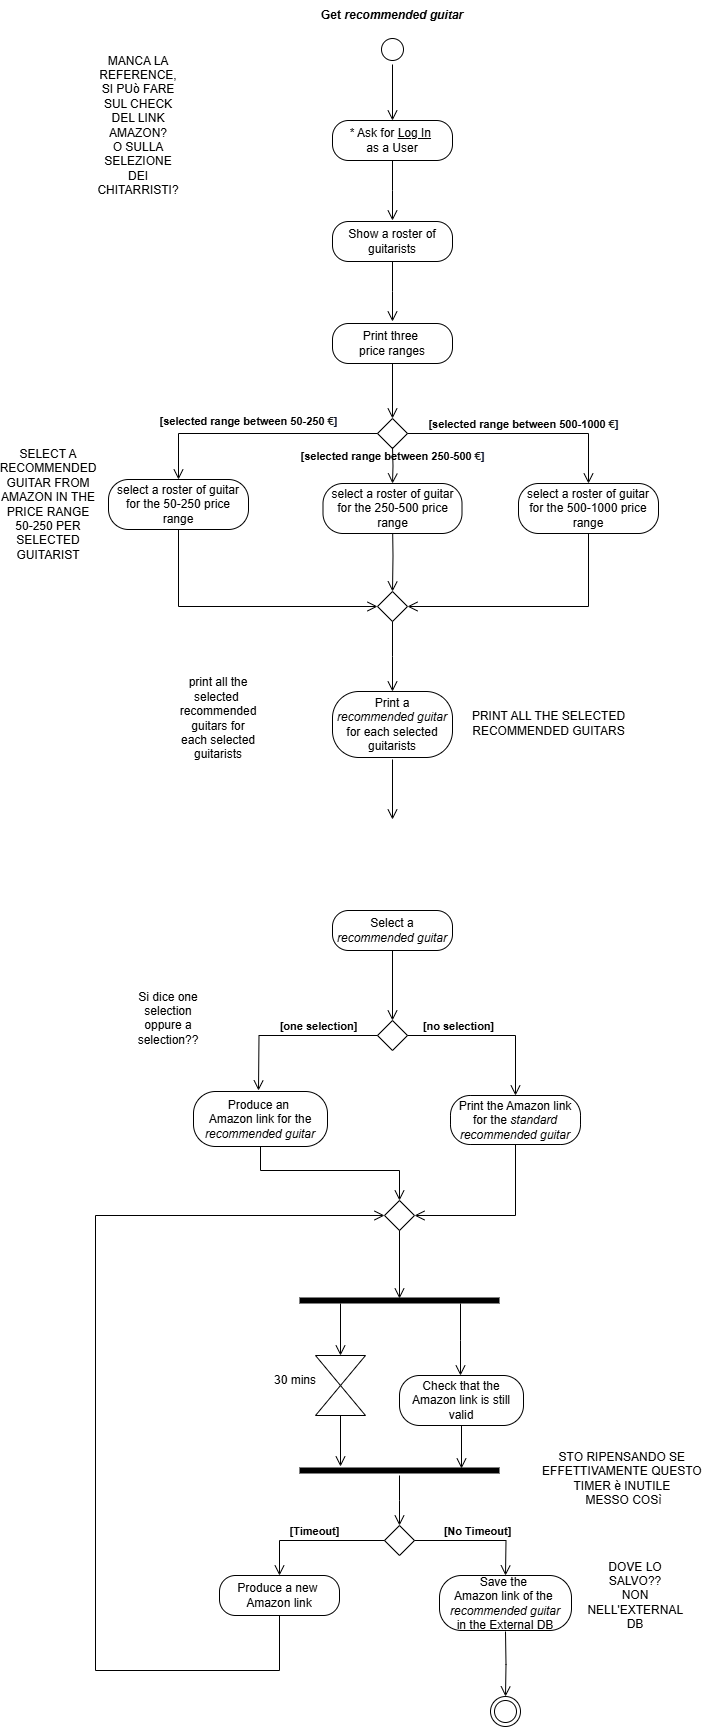 Get recommended guitar
MANCA LA
REFERENCE,
SI PUò FARE
SUL CHECK
DEL LINK
AMAZON?
O SULLA
SELEZIONE
DEI
CHITARRISTI?
* Ask for Log In
as a User
Show a roster of
guitarists
Print three
price ranges
[selected range between 50-250 €]
[selected range between 500-1000 €]
[selected range between 250-500 €]
SELECT A
RECOMMENDED
GUITAR FROM
AMAZON IN THE
PRICE RANGE
50-250 PER
SELECTED
GUITARIST
select a roster of guitar
for the 50-250 price
range
select a roster of guitar
for the 250-500 price
range
select a roster of guitar
for the 500-1000 price
range
print all the
selected
recommended
guitars for
each selected
guitarists
Print a
recommended guitar
for each selected
guitarists
PRINT ALL THE SELECTED
RECOMMENDED GUITARS
Select a
recommended guitar
Si dice one
selection
oppure a
selection??
[one selection]
[no selection]
Produce an
Amazon link for the
recommended guitar
Print the Amazon link
for the standard
recommended guitar
30 mins
Check that the
Amazon link is still
valid
STO RIPENSANDO SE
EFFETTIVAMENTE QUESTO
TIMER è INUTILE
MESSO COSì
[Timeout]
[No Timeout]
Produce a new
Amazon link
Save the
Amazon link of the
recommended guitar
in the External DB
DOVE LO
SALVO??
NON
NELL'EXTERNAL
DB